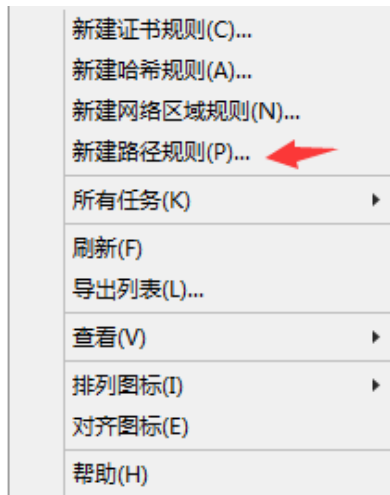 新建证书规则(C)...
新建哈希规则(A)...
新建网络区域规则(N)...
新建路径规则(P)...
所有任务(K)
刷新(F)
导出列表(L)...
查看(V)
排列图标(I)
对齐图标(E)
帮助(H)